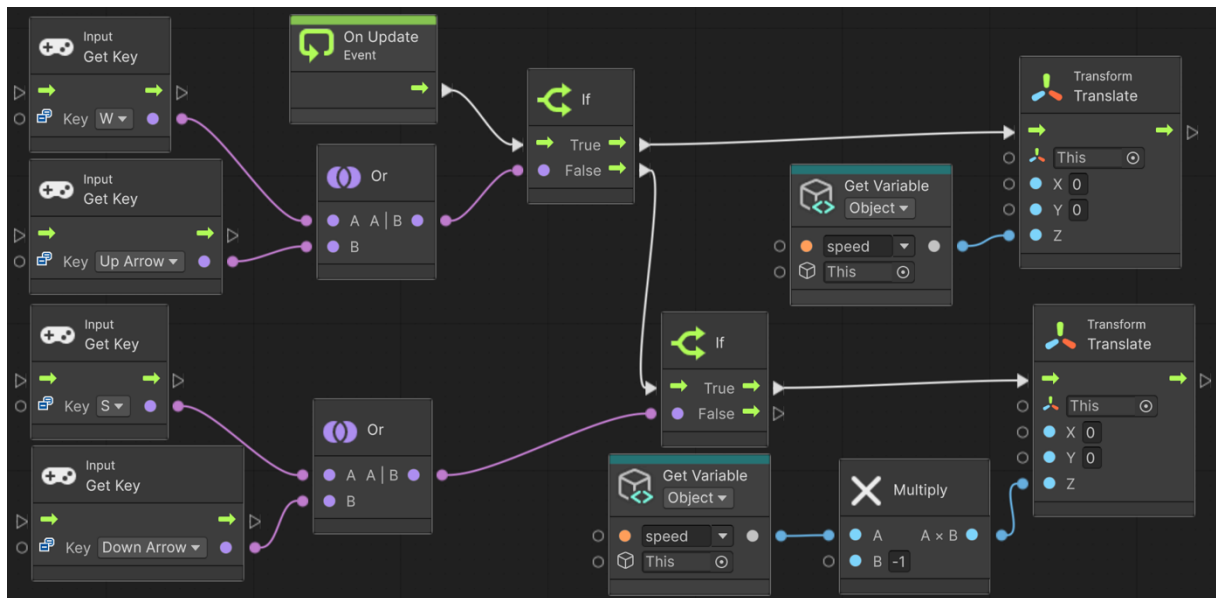 Input
Get Key
Key W
Input
Get Key
Key Up Arrow
On Update
Event
Or
A A | B
B
If
True
False
Get Variable
Object
speed
This
Transform
Translate
This
X 0
Y 0
Z
Input
Get Key
Key S
Input
Get Key
Key Down Arrow
Or
A A | B
B
If
True
False
Get Variable
Object
speed
This
Multiply
A A × B
B -1
Transform
Translate
This
X 0
Y 0
Z